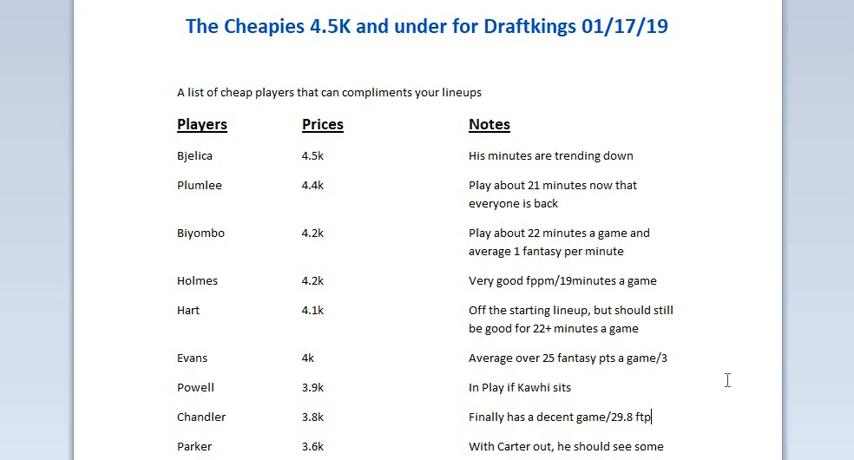 The Cheapies 4.5K and under for Draftkings 01/17/19
A list of cheap players that can compliments your lineups
Players Prices Notes
Bjelica 4.5k His minutes are trending down
Plumlee 4.4k Play about 21 minutes now that
everyone is back
Biyombo 4.2k Play about 22 minutes a game and
average 1 fantasy per minute
Holmes 4.2k Very good fppm/19minutes a game
Hart 4.1k Off the starting lineup, but should still
be good for 22+ minutes a game
Evans 4k Average over 25 fantasy pts a game/3
Powell 3.9k In Play if Kawhi sits
Chandler 3.8k Finally has a decent game/29.8 ftp
Parker 3.6k With Carter out, he should see some